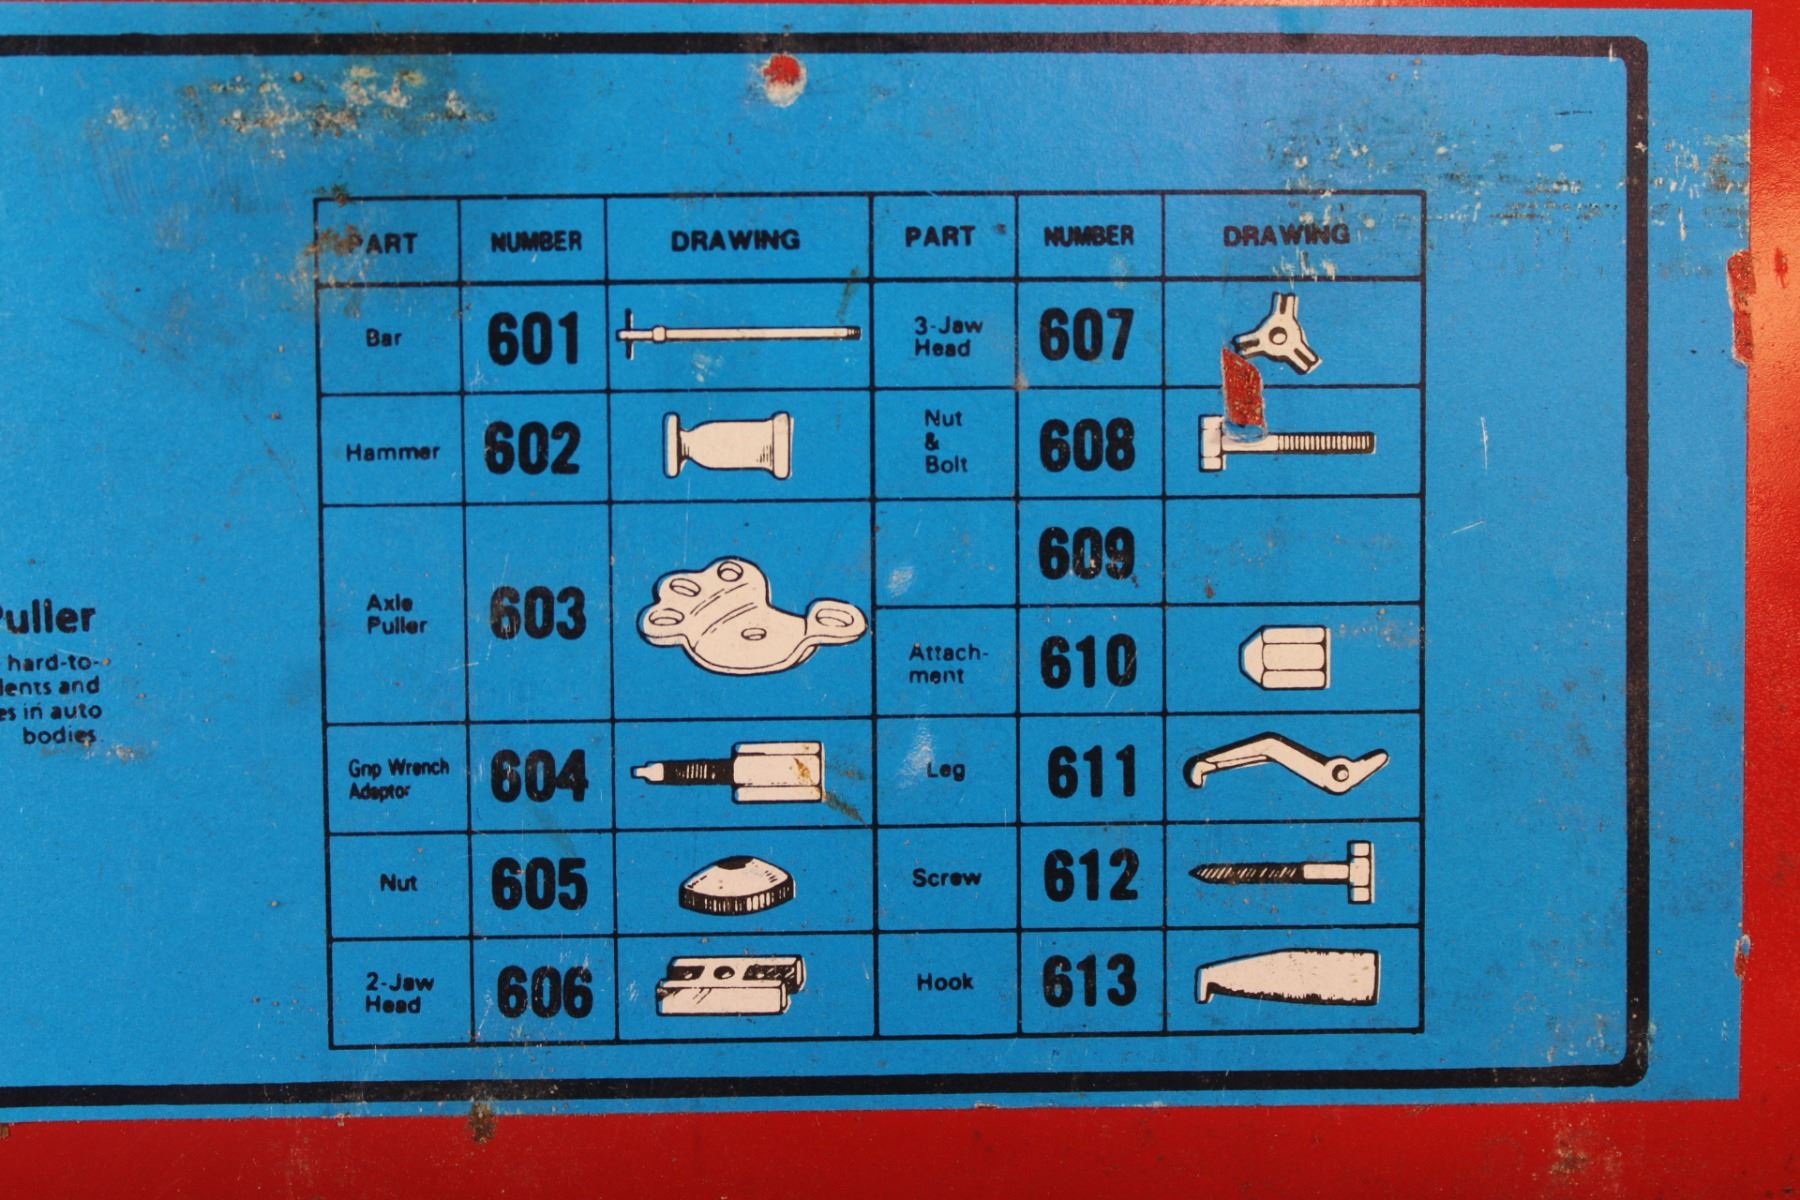 Puller
hard-to-
dents and
es in auto
bodies.
PART NUMBER DRAWING PART NUMBER DRAWING
Bar 601
3-Jaw
Head 607
Hammer 602
Nut
&
Bolt 608
Axle
Puller 603
609
Attach-
ment 610
Grip Wrench
Adaptor 604
Leg 611
Nut 605
Screw 612
2-Jaw
Head 606
Hook 613